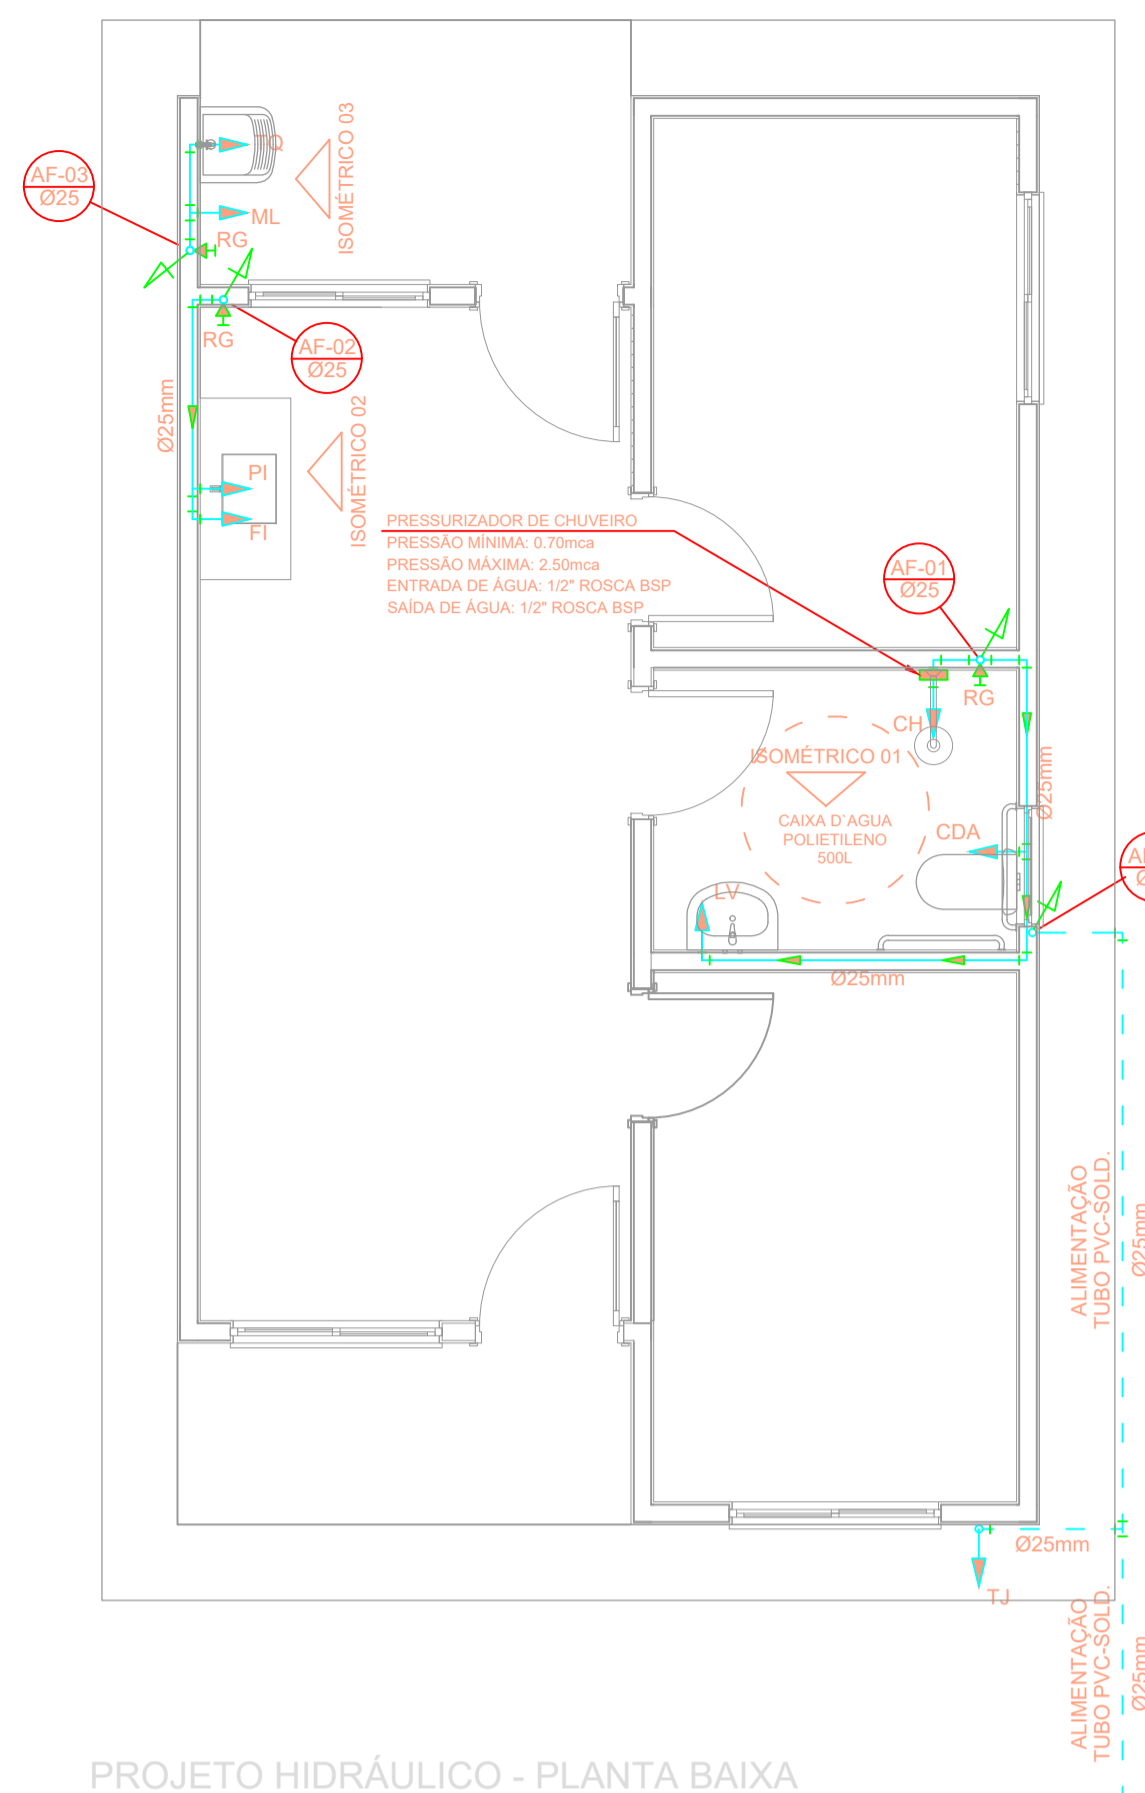 TQ
ISOMÉTRICO 03
AF-03
Ø25
ML
RG
RG
AF-02
Ø25
Ø25mm
ISOMÉTRICO 02
PI
FI
PRESSURIZADOR DE CHUVEIRO
PRESSÃO MÍNIMA: 0.70mca
PRESSÃO MÁXIMA: 2.50mca
ENTRADA DE ÁGUA: 1/2" ROSCA BSP
SAÍDA DE ÁGUA: 1/2" ROSCA BSP
AF-01
Ø25
RG
CH
ISOMÉTRICO 01
Ø25mm
CAIXA D`AGUA
POLIETILENO
500L
CDA
LV
Ø25mm
ALIMENTAÇÃO
TUBO PVC-SOLD.
Ø25mm
Ø25mm
TJ
ALIMENTAÇÃO
TUBO PVC-SOLD.
Ø25mm
PROJETO HIDRÁULICO - PLANTA BAIXA